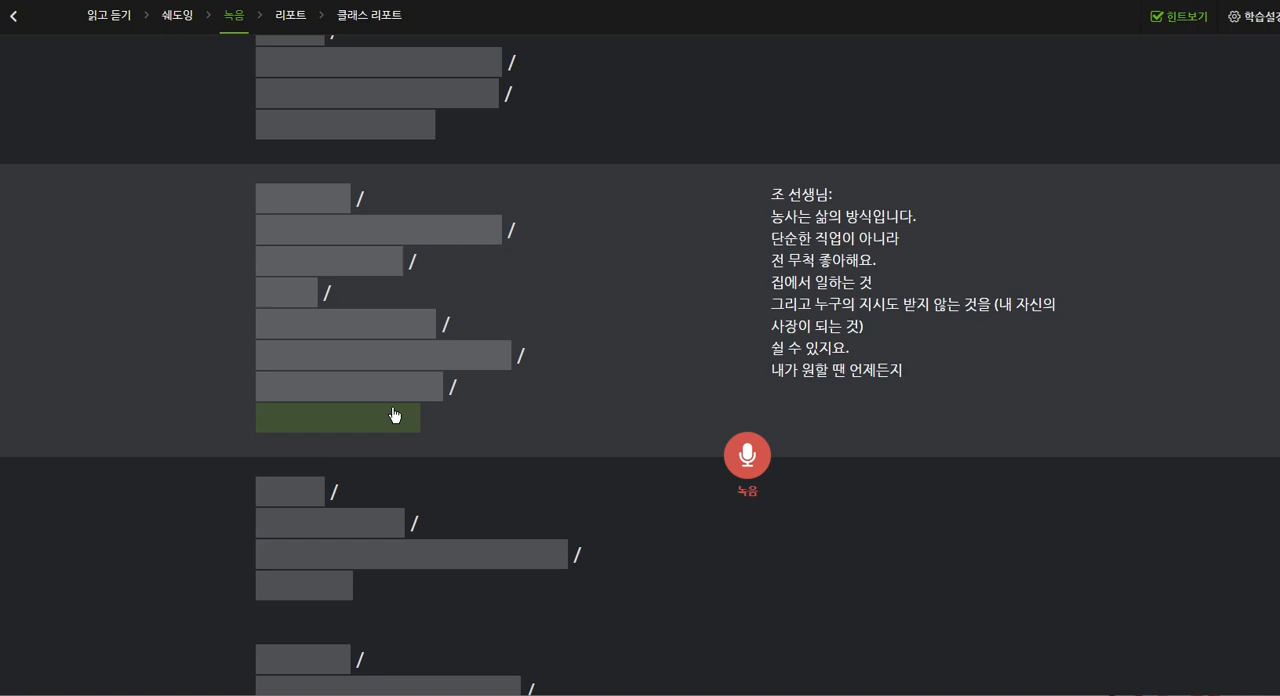 읽고 듣기 > 쉐도잉 > 녹음 > 리포트 > 클래스 리포트
힌트보기
학습설정
/
/
/
/
조 선생님:
/
농사는 삶의 방식입니다.
/
단순한 직업이 아니라
/
전 무척 좋아해요.
/
집에서 일하는 것
/
그리고 누구의 지시도 받지 않는 것을 (내 자신의
사장이 되는 것)
/
쉴 수 있지요.
내가 원할 땐 언제든지
녹음
/
/
/
/
/